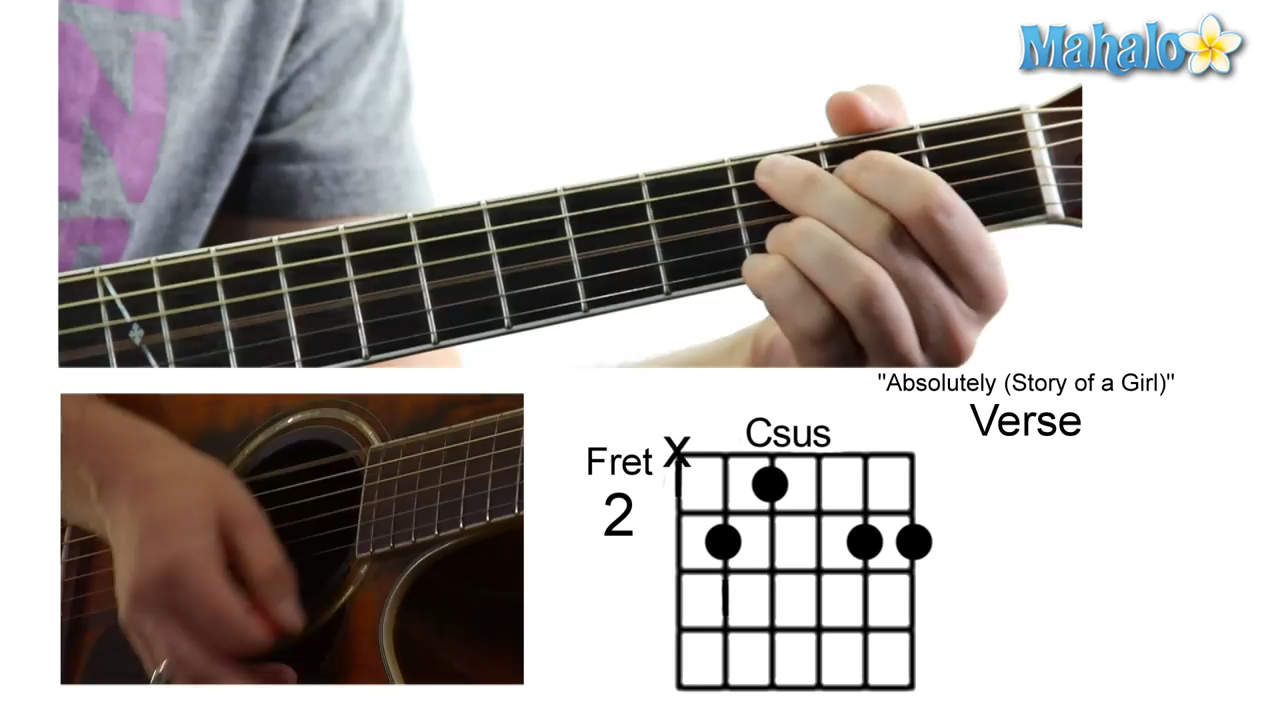 Mahalo
"Absolutely (Story of a Girl)"
Verse
Csus
Fret
x
2